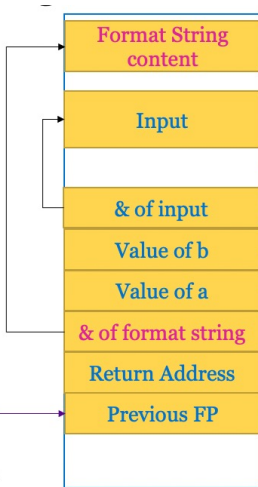 Format String
content
Input
& of input
Value of b
Value of a
& of format string
Return Address
Previous FP